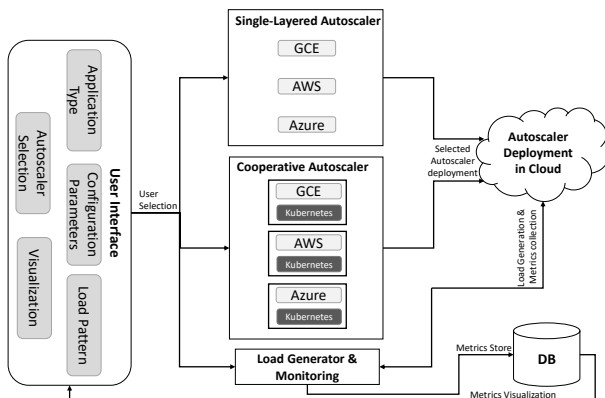 User Interface
Application
Type
Configuration
Parameters
Load Pattern
Autoscaler
Selection
Visualization
User
Selection
Single-Layered Autoscaler
GCE
AWS
Azure
Cooperative Autoscaler
GCE
Kubernetes
AWS
Kubernetes
Azure
Kubernetes
Load Generator &
Monitoring
Selected
Autoscaler
deployment
Autoscaler
Deployment
in Cloud
Load Generation &
Metrics collection
Metrics Store
DB
Metrics Visualization